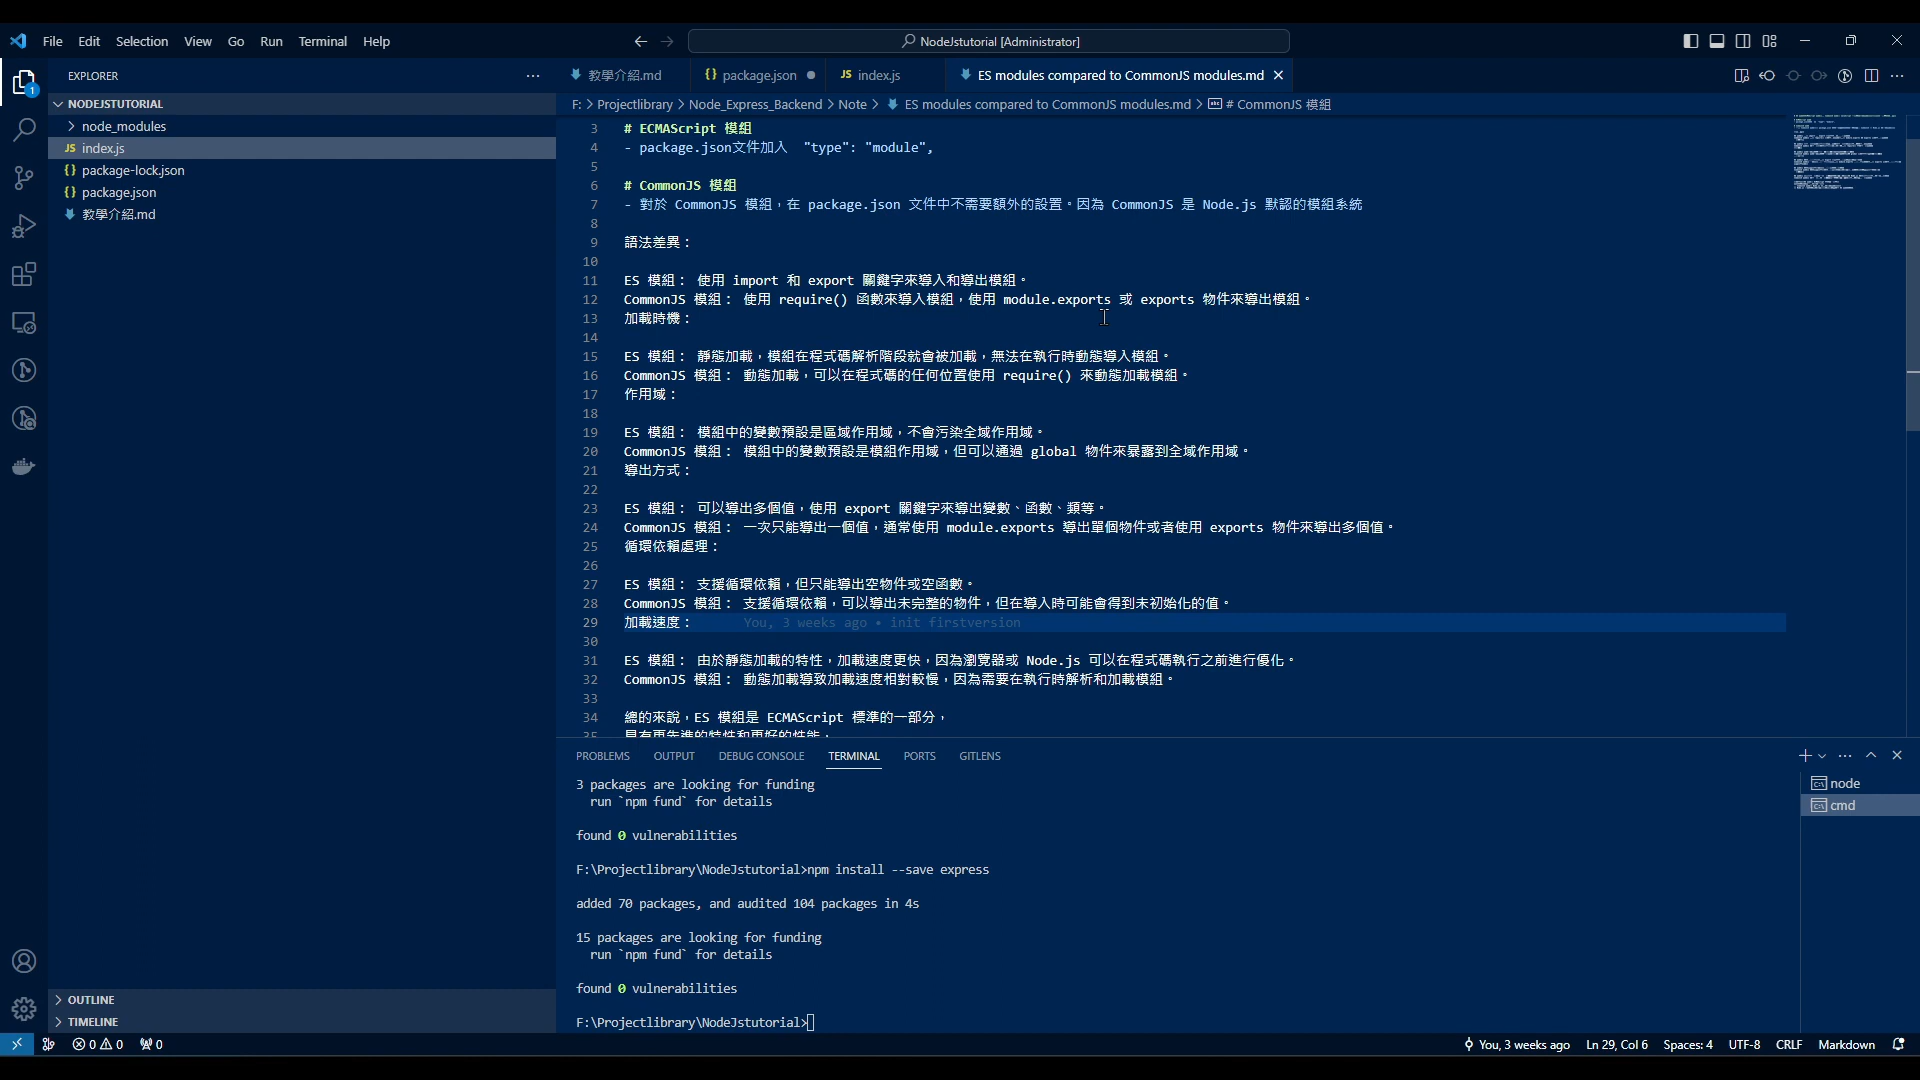 File Edit Selection View Go Run Terminal Help
NodeJstutorial [Administrator]
EXPLORER
教學介紹.md
package.json
JS index.js
ES modules compared to CommonJS modules.md
1
NODEJSTUTORIAL
F: > Projectlibrary > Node_Express_Backend > Note > ES modules compared to CommonJS modules.md > # CommonJS 模組
node_modules
JS index.js
{} package-lock.json
{} package.json
教學介紹.md
3 # ECMAScript 模組
4 - package.json文件加入 "type": "module",
5
6 # CommonJS 模組
7 - 對於 CommonJS 模組，在 package.json 文件中不需要額外的設置。因為 CommonJS 是 Node.js 默認的模組系統
8
9 語法差異：
10
11 ES 模組： 使用 import 和 export 關鍵字來導入和導出模組。
12 CommonJS 模組： 使用 require() 函數來導入模組，使用 module.exports 或 exports 物件來導出模組。
13 加載時機：
14
15 ES 模組： 靜態加載，模組在程式碼解析階段就會被加載，無法在執行時動態導入模組。
16 CommonJS 模組： 動態加載，可以在程式碼的任何位置使用 require() 來動態加載模組。
17 作用域：
18
19 ES 模組： 模組中的變數預設是區域作用域，不會污染全域作用域。
20 CommonJS 模組： 模組中的變數預設是模組作用域，但可以通過 global 物件來暴露到全域作用域。
21 導出方式：
22
23 ES 模組： 可以導出多個值，使用 export 關鍵字來導出變數、函數、類等。
24 CommonJS 模組： 一次只能導出一個值，通常使用 module.exports 導出單個物件或者使用 exports 物件來導出多個值。
25 循環依賴處理：
26
27 ES 模組： 支援循環依賴，但只能導出空物件或空函數。
28 CommonJS 模組： 支援循環依賴，可以導出未完整的物件，但在導入時可能會得到未初始化的值。
29 加載速度： You, 3 weeks ago • init firstversion
30
31 ES 模組： 由於靜態加載的特性，加載速度更快，因為瀏覽器或 Node.js 可以在程式碼執行之前進行優化。
32 CommonJS 模組： 動態加載導致加載速度相對較慢，因為需要在執行時解析和加載模組。
33
34 總的來說，ES 模組是 ECMAScript 標準的一部分，
35 具有更先進的特性和更好的性能，
PROBLEMS OUTPUT DEBUG CONSOLE TERMINAL PORTS GITLENS
3 packages are looking for funding
run `npm fund` for details
found 0 vulnerabilities
F:\Projectlibrary\NodeJstutorial>npm install --save express
added 70 packages, and audited 104 packages in 4s
15 packages are looking for funding
run `npm fund` for details
found 0 vulnerabilities
F:\Projectlibrary\NodeJstutorial>
node
cmd
OUTLINE
TIMELINE
0 0 0
You, 3 weeks ago Ln 29, Col 6 Spaces: 4 UTF-8 CRLF Markdown